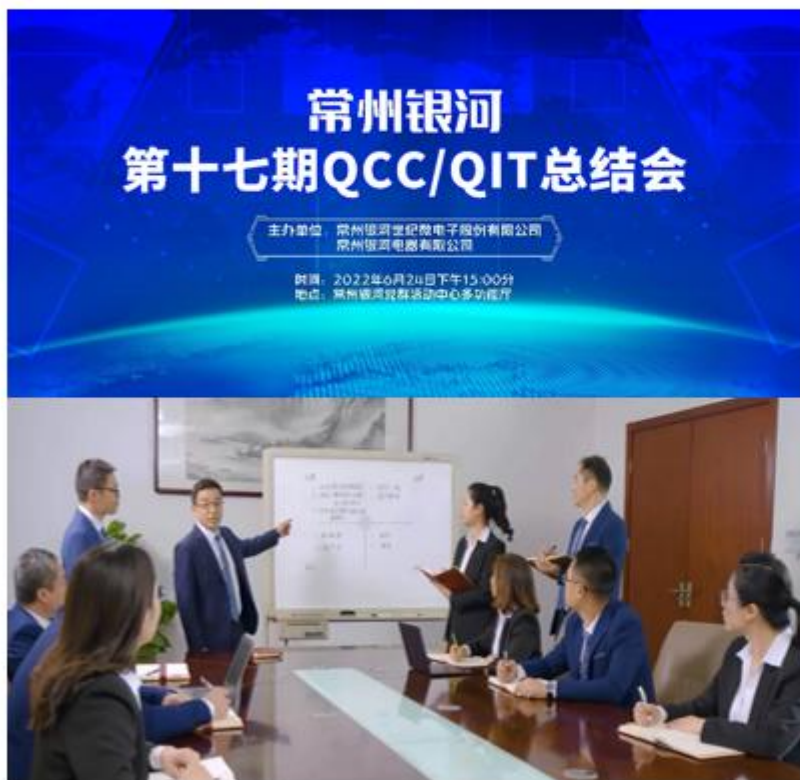 常州银河
第十七期QCC/QIT总结会
主办单位：常州银河世纪微电子股份有限公司
常州银河电器有限公司
时间：2022年6月24日下午15:00分
地点：常州银河党群活动中心多功能厅